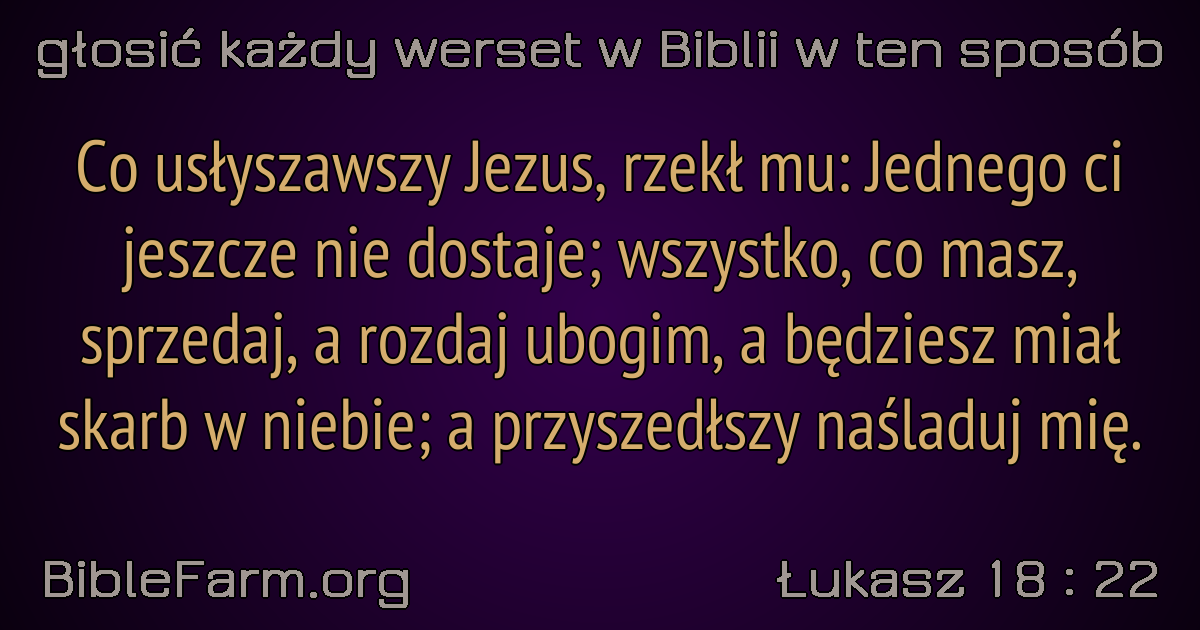 głosić każdy werset w Biblii w ten sposób
Co usłyszawszy Jezus, rzekł mu: Jednego ci
jeszcze nie dostaje; wszystko, co masz,
sprzedaj, a rozdaj ubogim, a będziesz miał
skarb w niebie; a przyszedłszy naśladuj mię.
BibleFarm.org
Łukasz 18 : 22